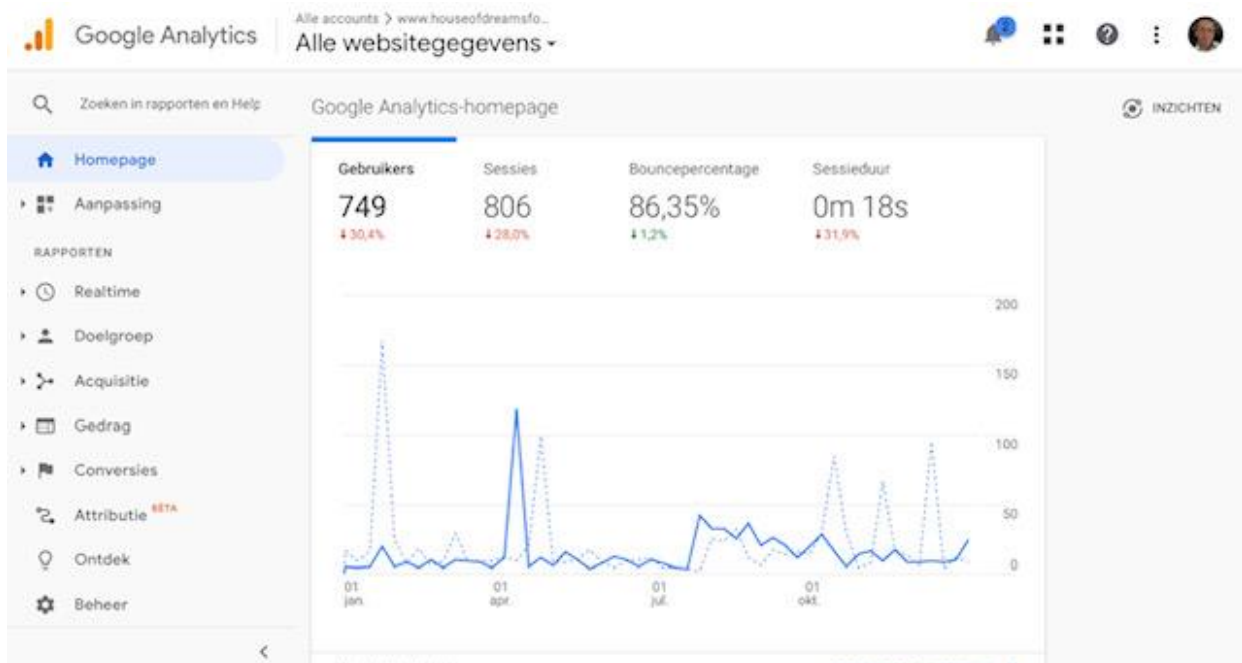 Google Analytics
Alle accounts > www.houseofdreamsfo...
Alle websitegegevens
2
Zoeken in rapporten en Help
Google Analytics-homepage
INZICHTEN
Homepage
Aanpassing
RAPPORTEN
Realtime
Doelgroep
Acquisitie
Gedrag
Conversies
Attributie BÈTA
Ontdek
Beheer
Gebruikers Sessies Bouncepercentage Sessieduur
749 806 86,35% 0m 18s
30,4% 28,0% 1,2% 31,9%
200
150
100
50
0
01 01 01 01
jan. apr. jul. okt.